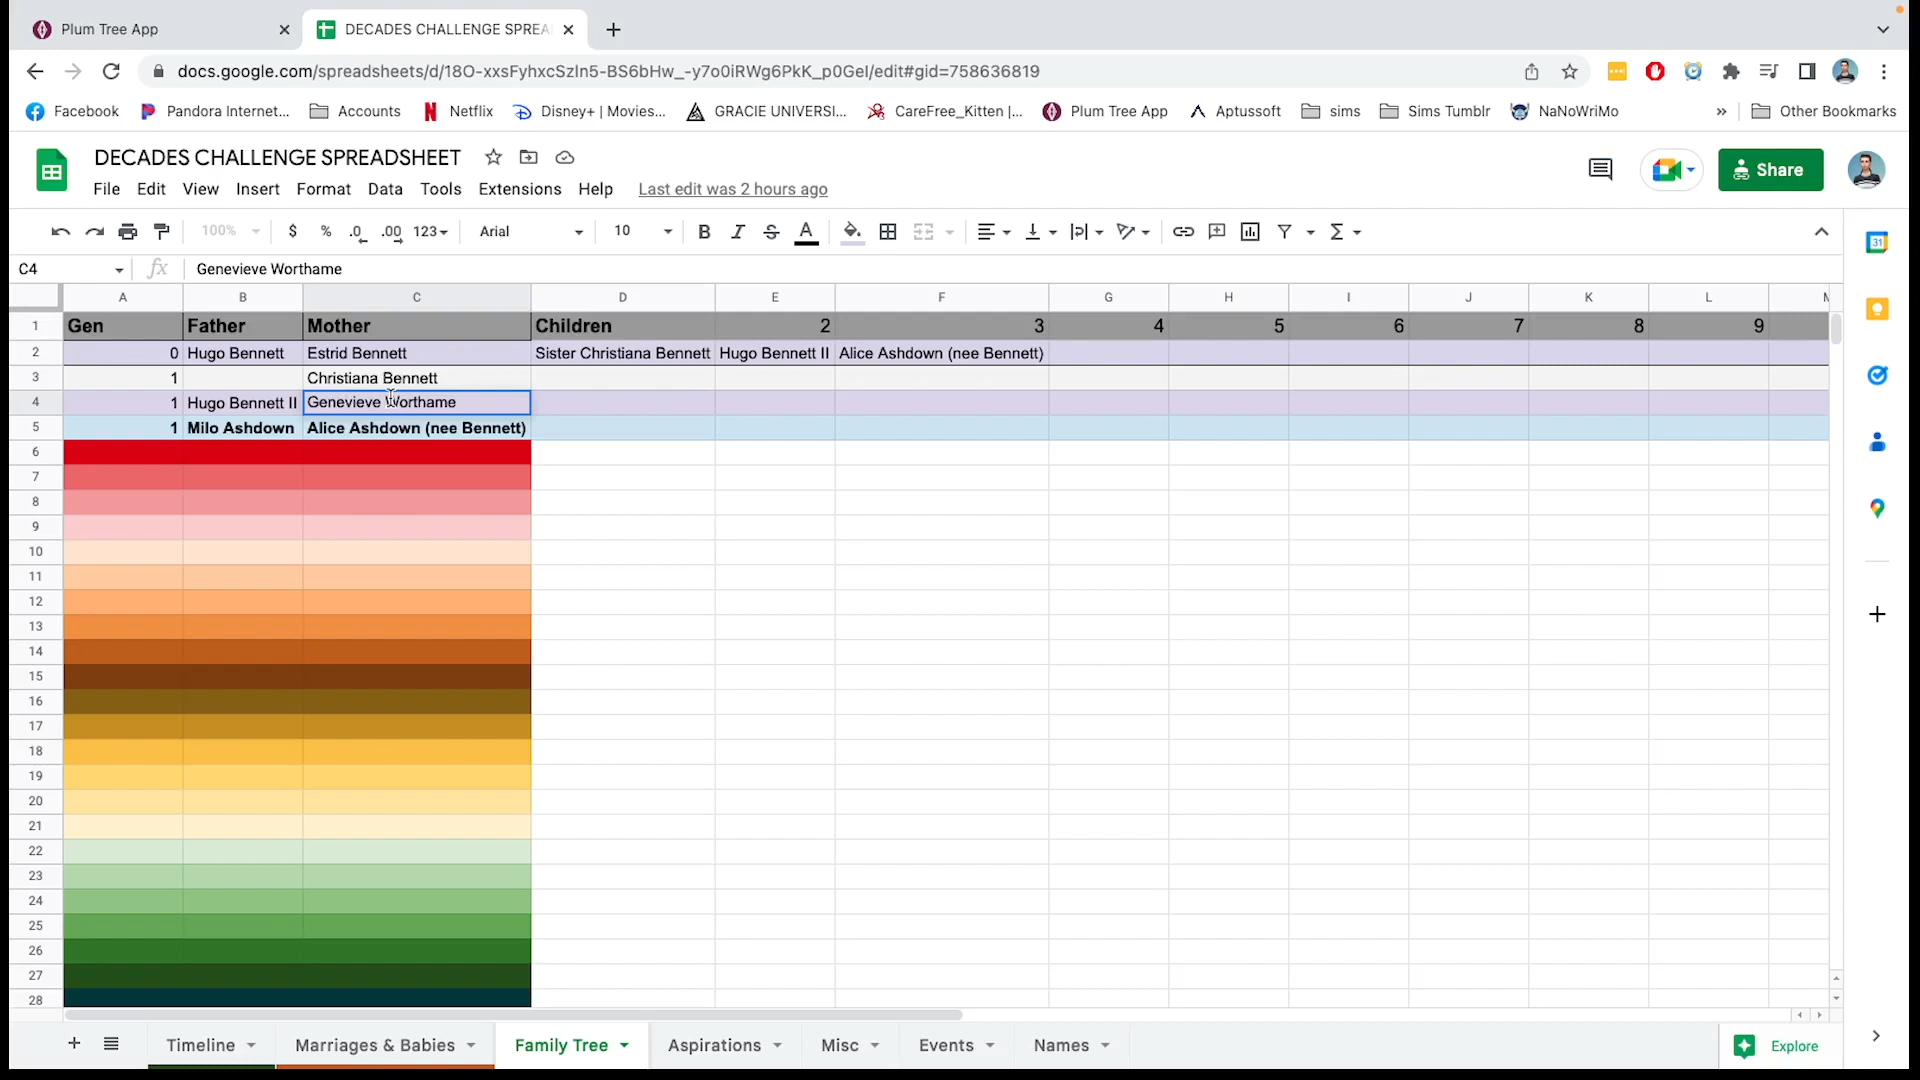 Plum Tree App
DECADES CHALLENGE SPREA
docs.google.com/spreadsheets/d/18O-xxsFyhxcSzIn5-BS6bHw_-y7o0iRWg6PkK_p0GeI/edit#gid=758636819
Facebook Pandora Internet... Accounts Netflix Disney+ | Movies... GRACIE UNIVERSI... CareFree_Kitten |... Plum Tree App Aptussoft sims Sims Tumblr NaNoWriMo » Other Bookmarks
DECADES CHALLENGE SPREADSHEET
File Edit View Insert Format Data Tools Extensions Help Last edit was 2 hours ago
Share
100% $ % .0 .00 123 Arial 10 B I S A Σ
C4 fx Genevieve Worthame
A B C D E F G H I J K L M
1 Gen Father Mother Children 2 3 4 5 6 7 8 9
2 0 Hugo Bennett Estrid Bennett Sister Christiana Bennett Hugo Bennett II Alice Ashdown (nee Bennett)
3 1 Christiana Bennett
4 1 Hugo Bennett II Genevieve Worthame
5 1 Milo Ashdown Alice Ashdown (nee Bennett)
6
7
8
9
10
11
12
13
14
15
16
17
18
19
20
21
22
23
24
25
26
27
28
31
Timeline Marriages & Babies Family Tree Aspirations Misc Events Names Explore